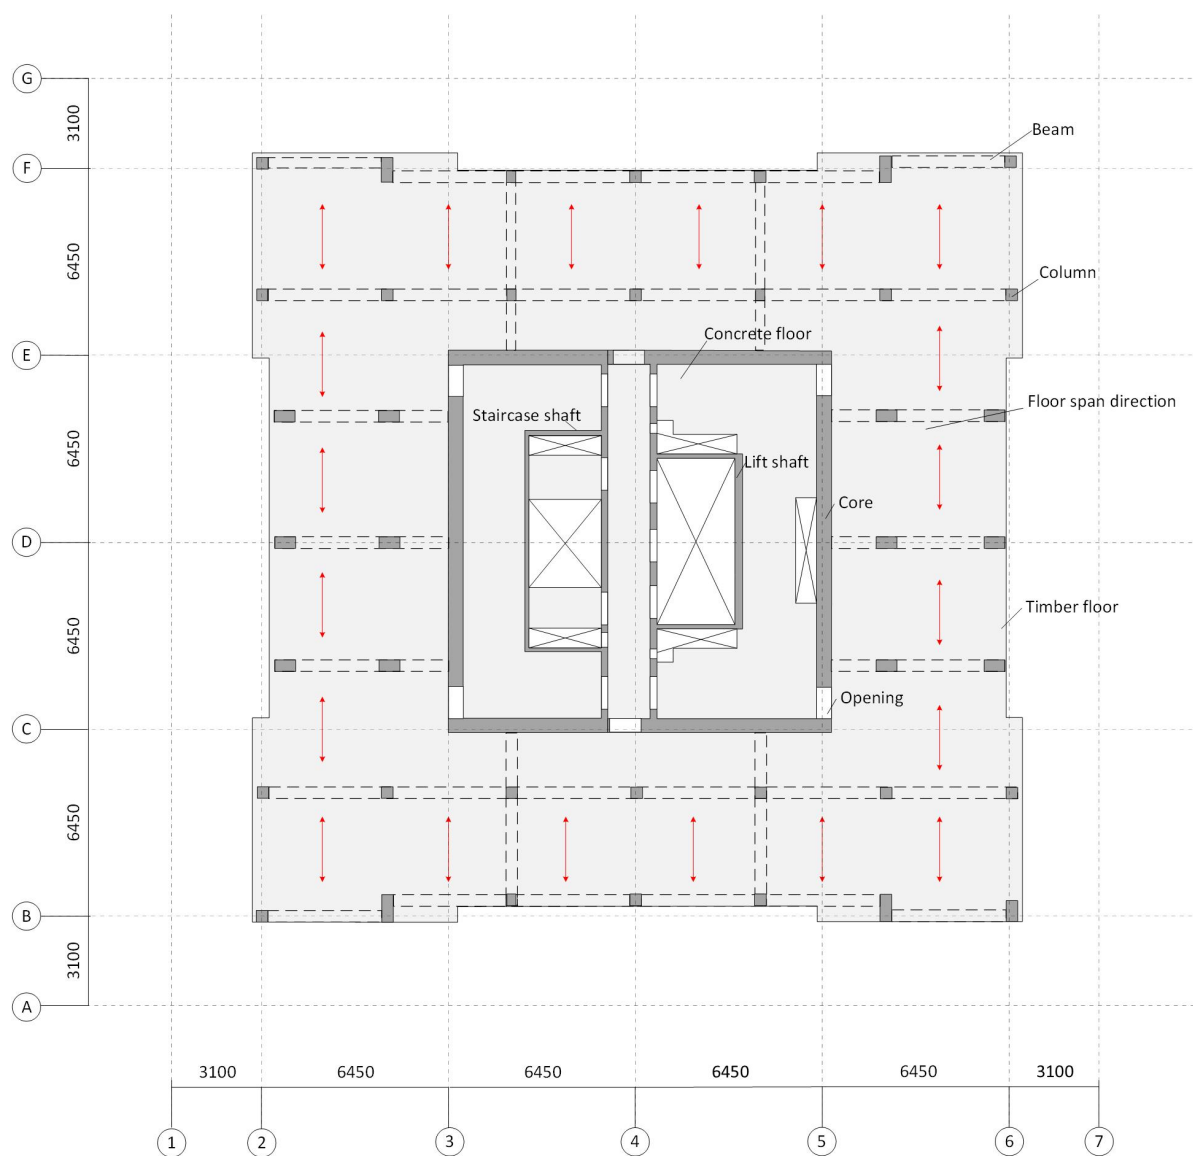 G
3100
Beam
F
6450
Column
Concrete floor
E
Floor span direction
Staircase shaft
6450
Lift shaft
Core
D
Timber floor
6450
Opening
C
6450
B
3100
A
3100
6450
6450
6450
6450
3100
1
2
3
4
5
6
7